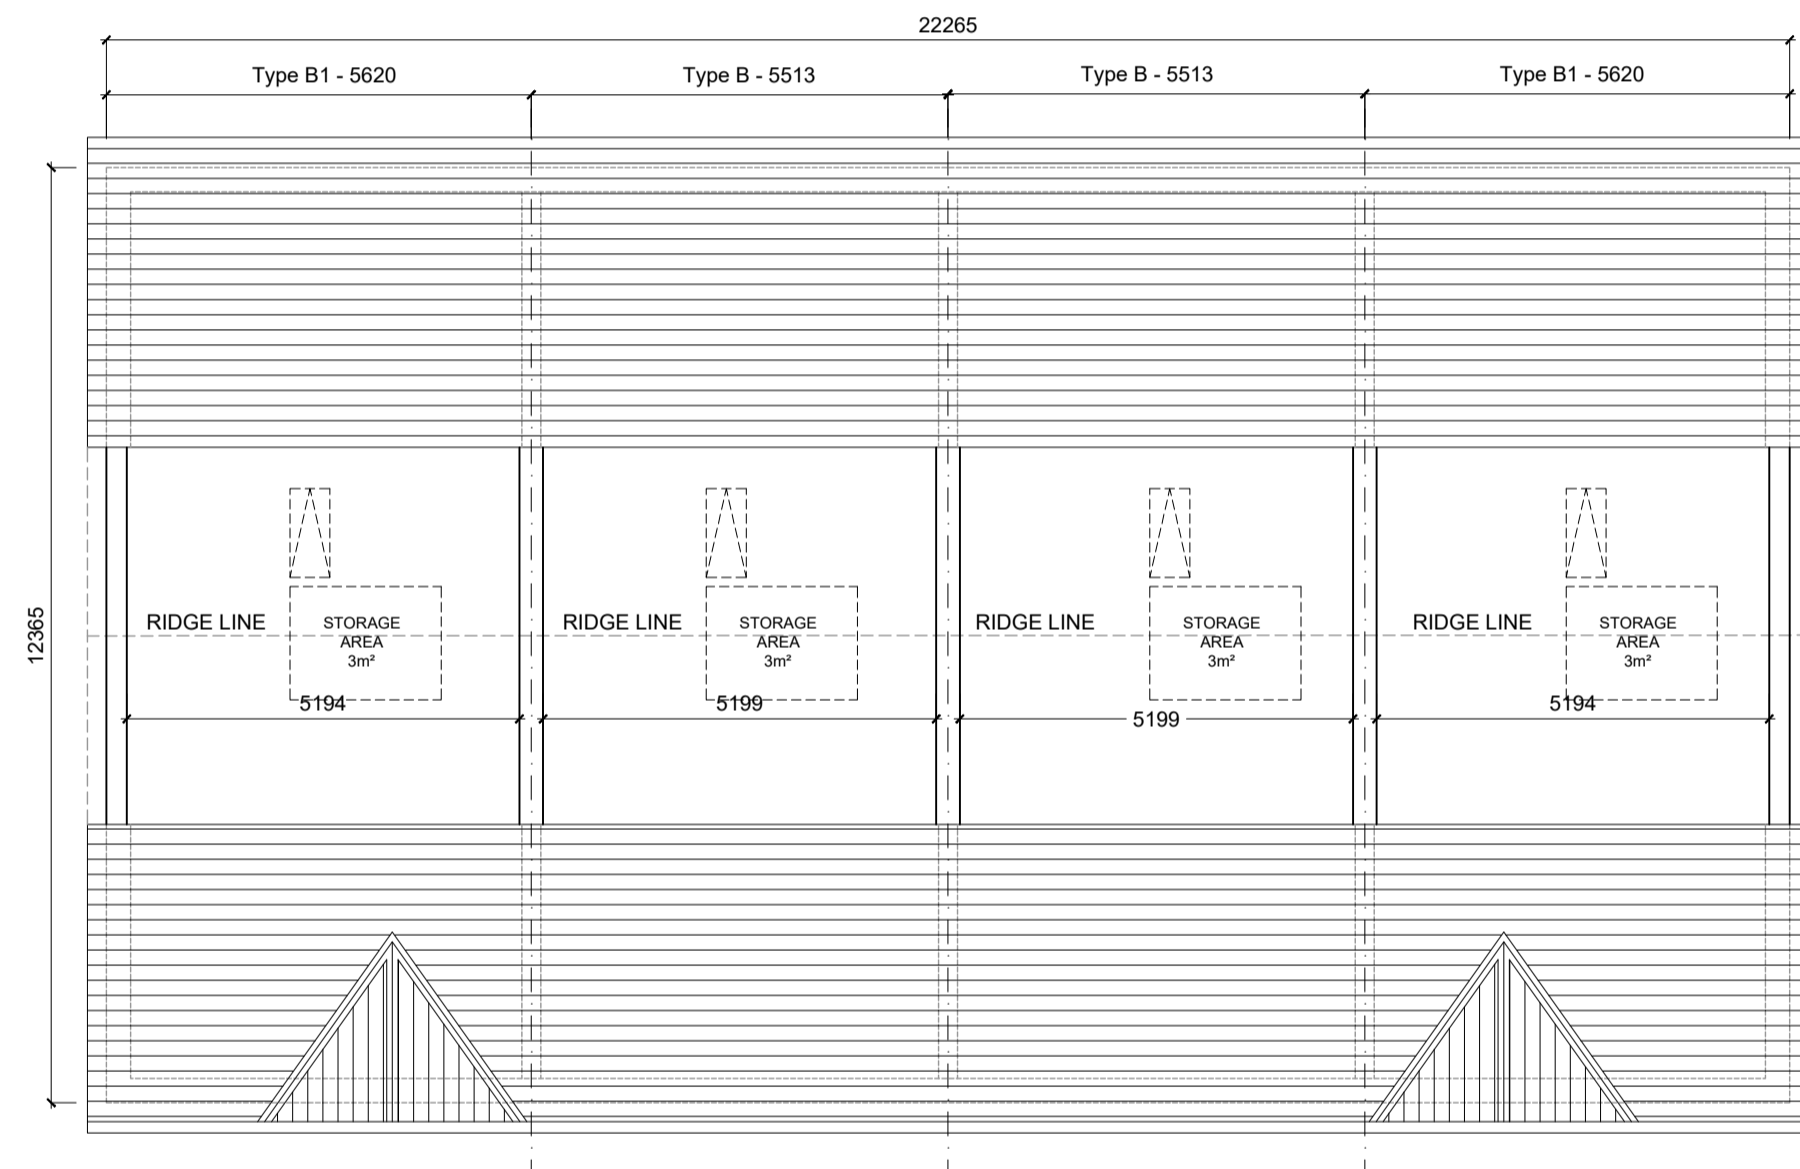 22265
Type B1 - 5620
Type B - 5513
Type B - 5513
Type B1 - 5620
12365
RIDGE LINE
STORAGE
AREA
3m²
5194
RIDGE LINE
STORAGE
AREA
3m²
5199
RIDGE LINE
STORAGE
AREA
3m²
5199
RIDGE LINE
STORAGE
AREA
3m²
5194